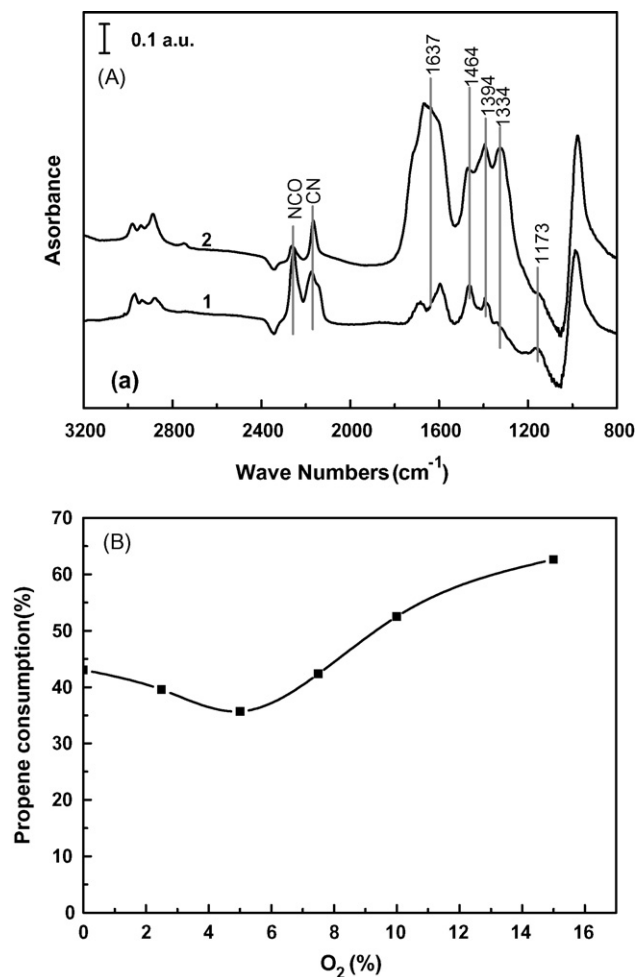 0.1 a.u.
(A)
1637
1464
1394
1334
NCO
CN
1173
2
1
(a)
Asorbance
3200 2800 2400 2000 1600 1200 800
Wave Numbers (cm⁻¹)
(B)
Propene consumption(%)
70
60
50
40
30
20
10
0
0 2 4 6 8 10 12 14 16
O₂ (%)